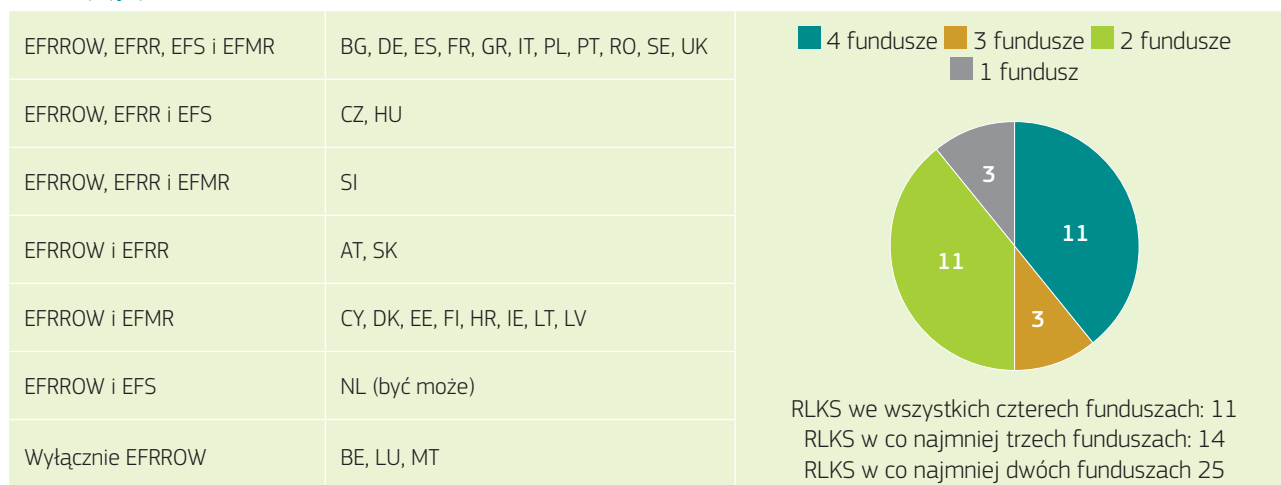 EFRROW, EFRR, EFS i EFMR
BG, DE, ES, FR, GR, IT, PL, PT, RO, SE, UK
EFRROW, EFRR i EFS
CZ, HU
EFRROW, EFRR i EFMR
SI
EFRROW i EFRR
AT, SK
EFRROW i EFMR
CY, DK, EE, FI, HR, IE, LT, LV
EFRROW i EFS
NL (być może)
Wyłącznie EFRROW
BE, LU, MT
4 fundusze 3 fundusze 2 fundusze
1 fundusz
3
11
11
3
RLKS we wszystkich czterech funduszach: 11
RLKS w co najmniej trzech funduszach: 14
RLKS w co najmniej dwóch funduszach 25